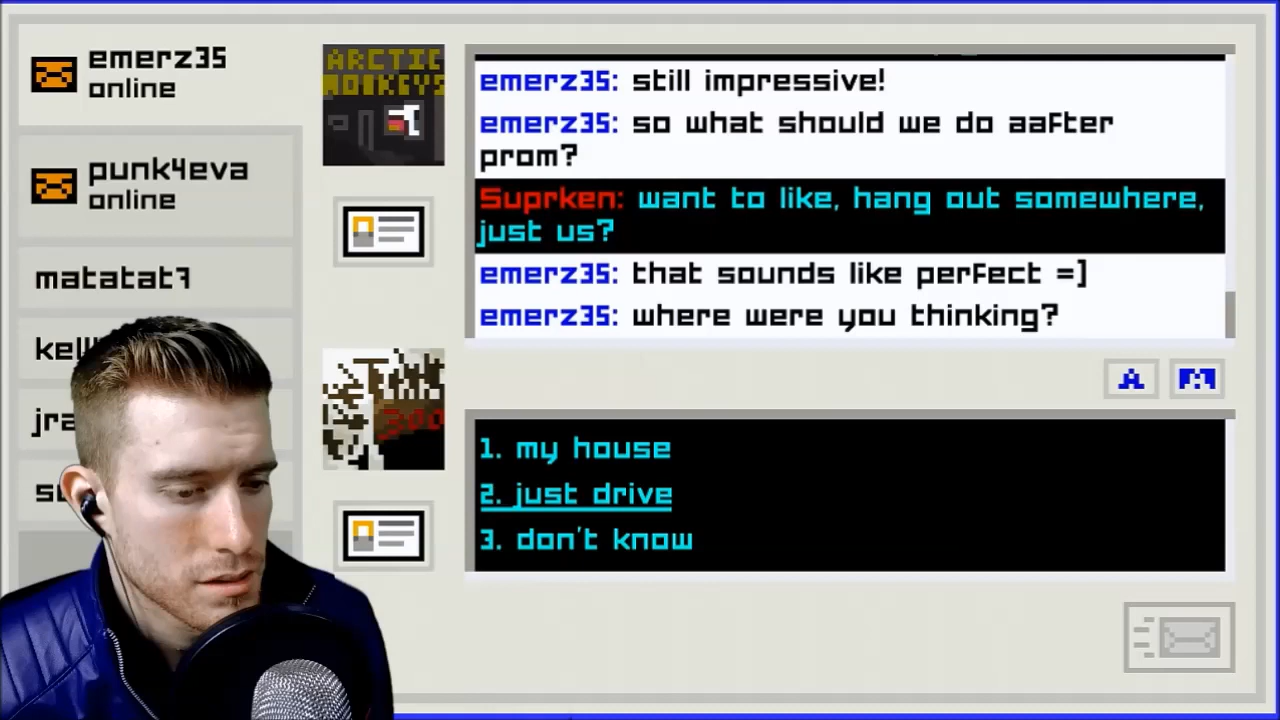 emerz35
online
punk4eva
online
matatat7
ARCTIC
MONKEYS
emerz35: still impressive!
emerz35: so what should we do aafter
prom?
Suprken: want to like, hang out somewhere,
just us?
emerz35: that sounds like perfect =]
emerz35: where were you thinking?
A
1. my house
2. just drive
3. don't know